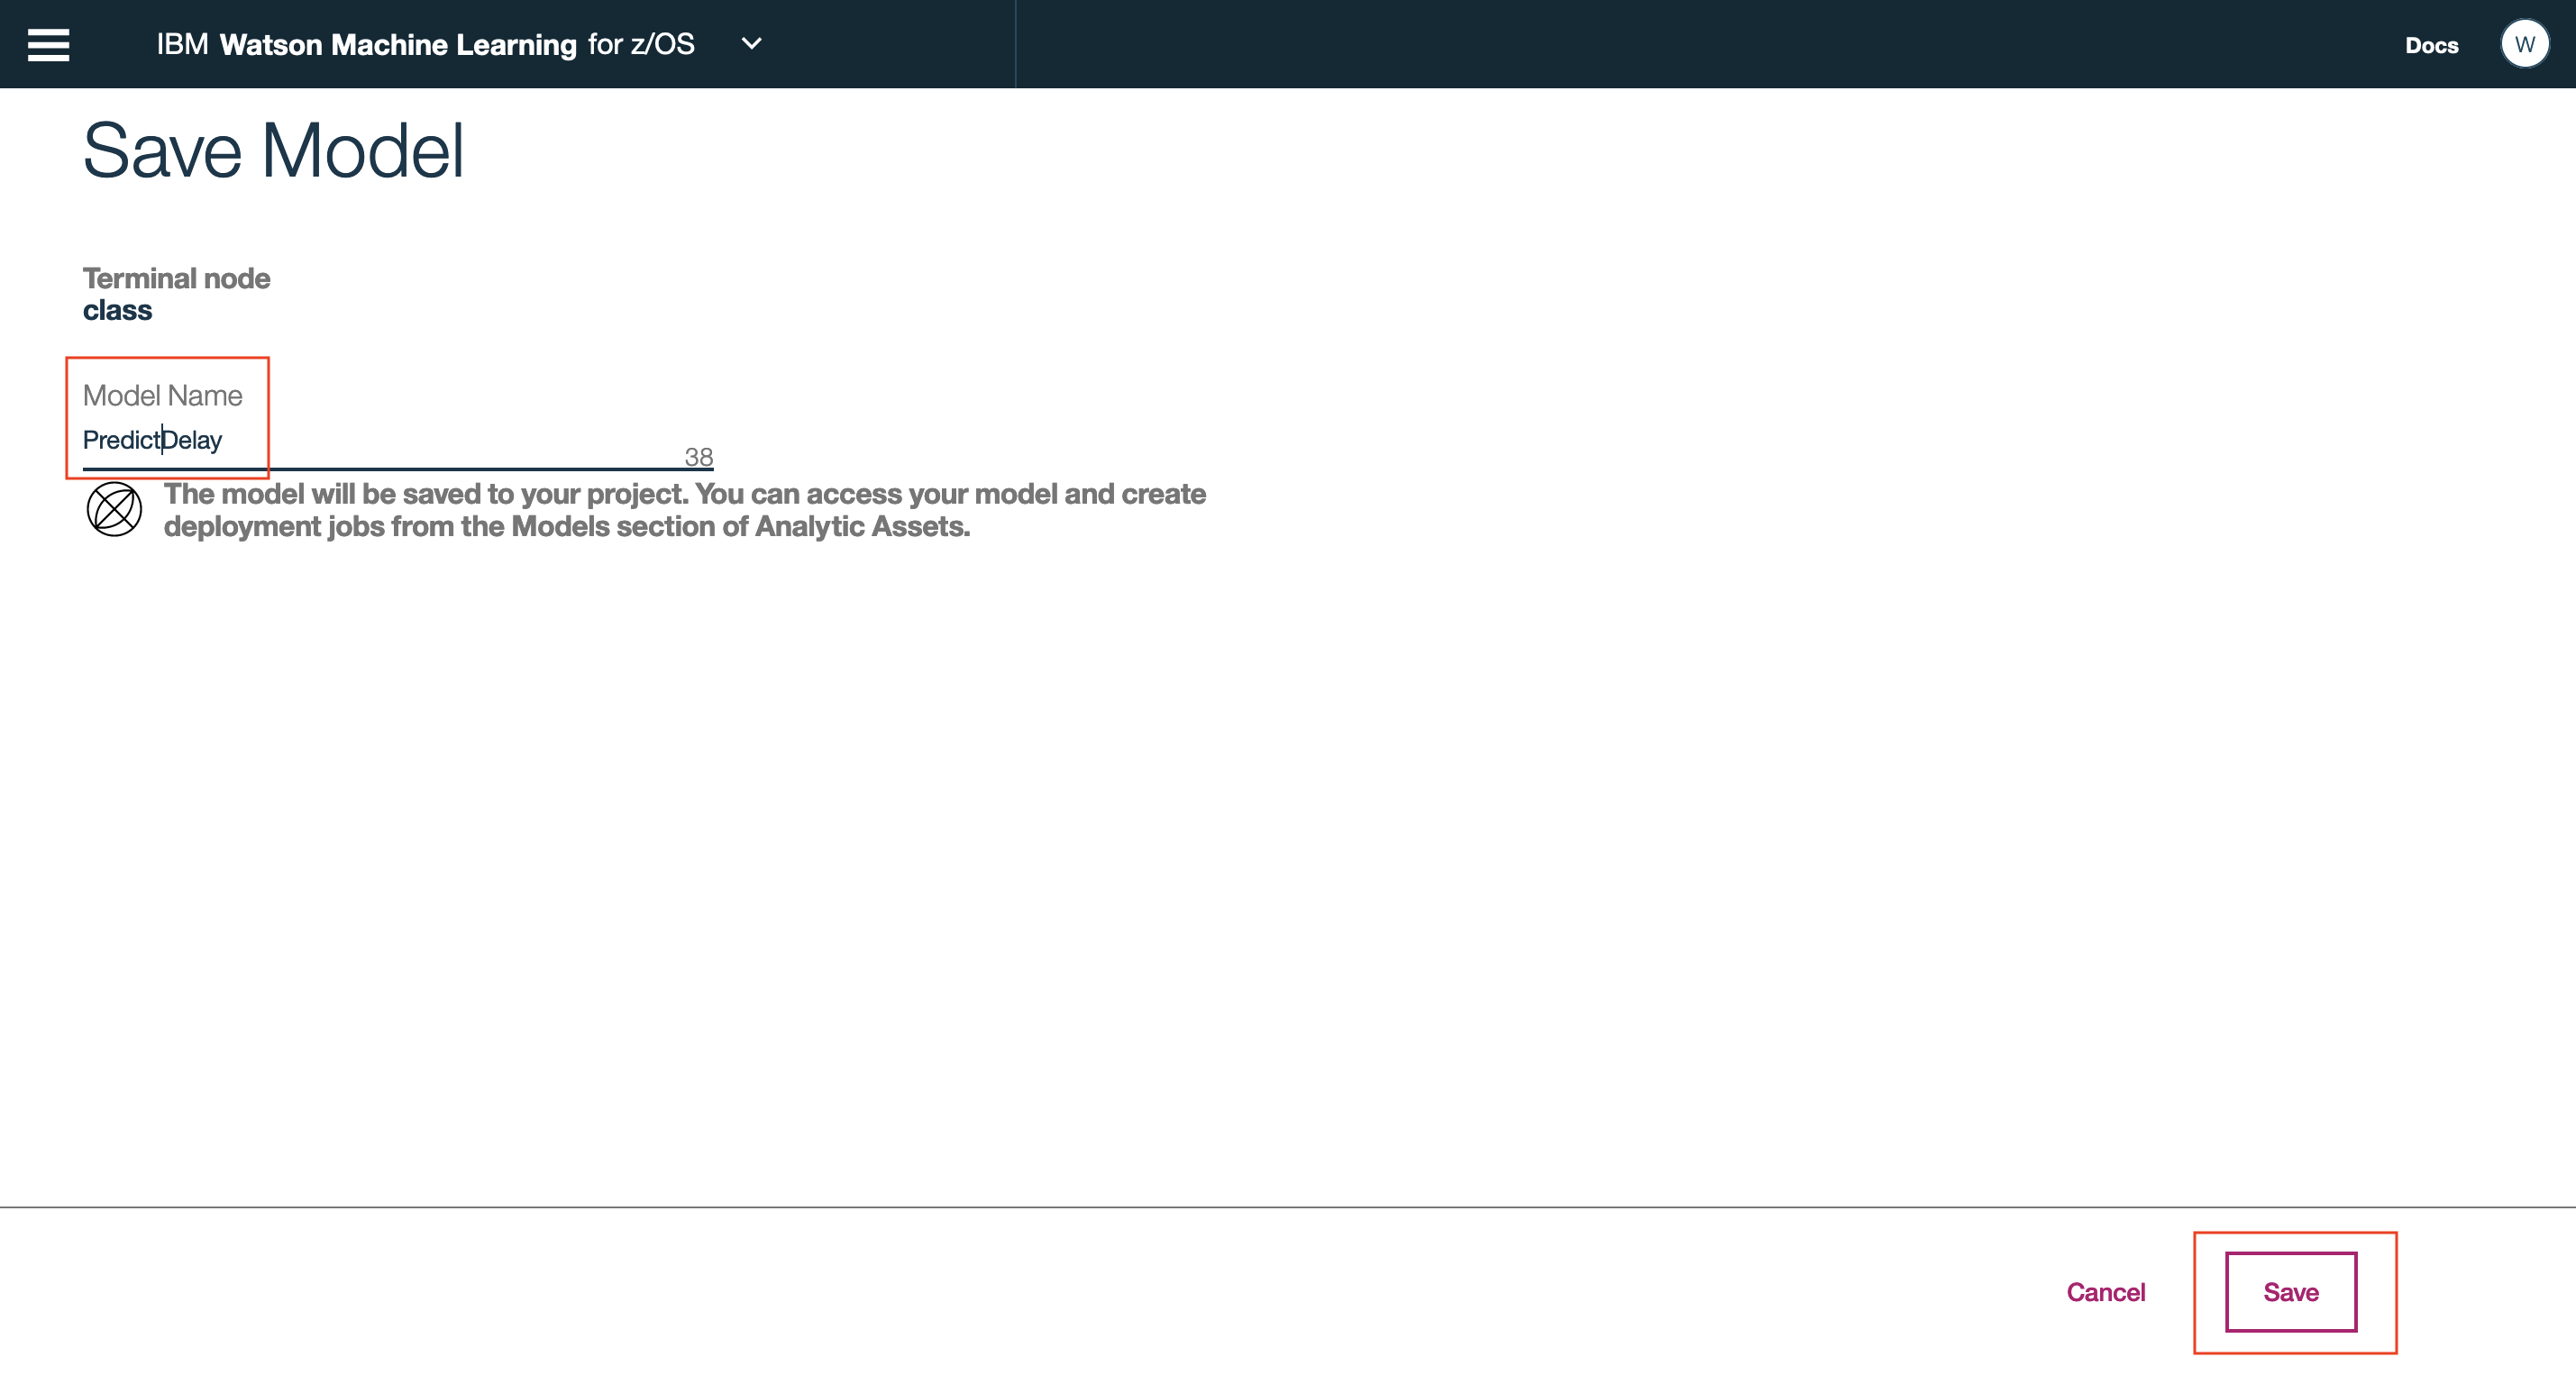 IBM Watson Machine Learning for z/OS
Docs
W
Save Model
Terminal node
class
Model Name
PredictDelay
38
The model will be saved to your project. You can access your model and create
deployment jobs from the Models section of Analytic Assets.
Cancel
Save